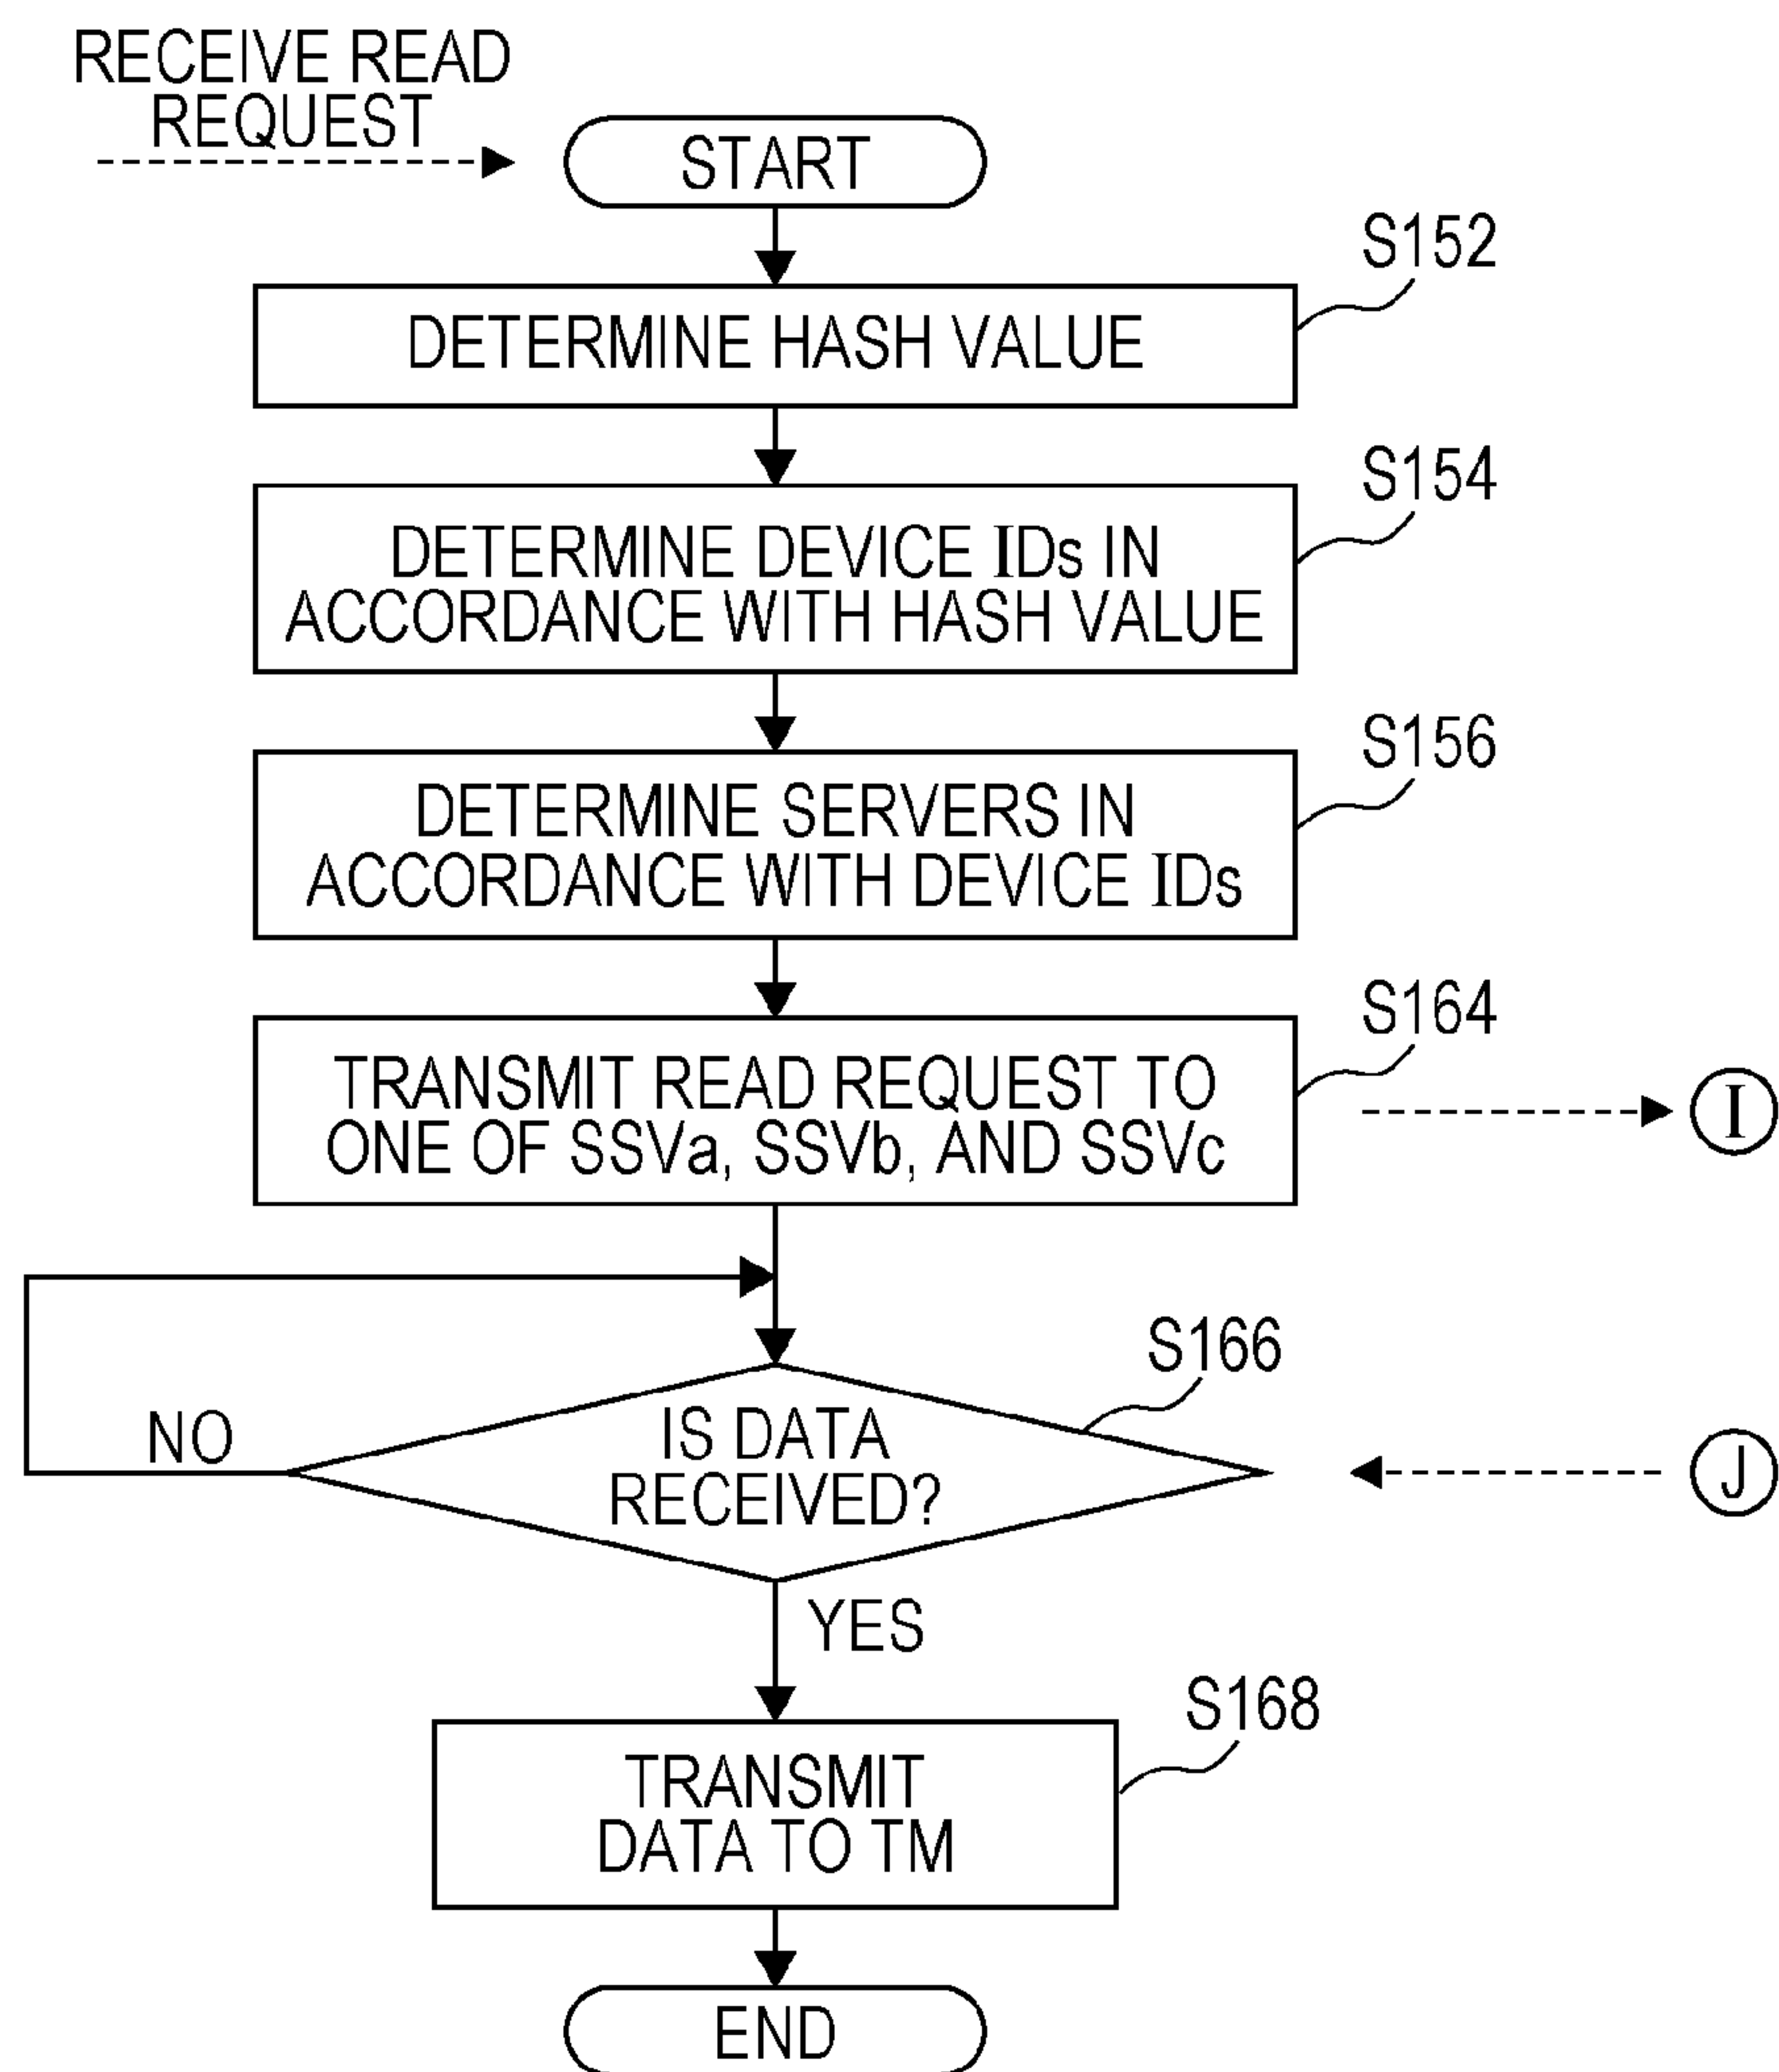 RECEIVE READ
REQUEST
START
S152
DETERMINE HASH VALUE
S154
DETERMINE DEVICE IDs IN
ACCORDANCE WITH HASH VALUE
S156
DETERMINE SERVERS IN
ACCORDANCE WITH DEVICE IDs
S164
TRANSMIT READ REQUEST TO
ONE OF SSVa, SSVb, AND SSVc
I
S166
NO
IS DATA
RECEIVED?
J
YES
S168
TRANSMIT
DATA TO TM
END